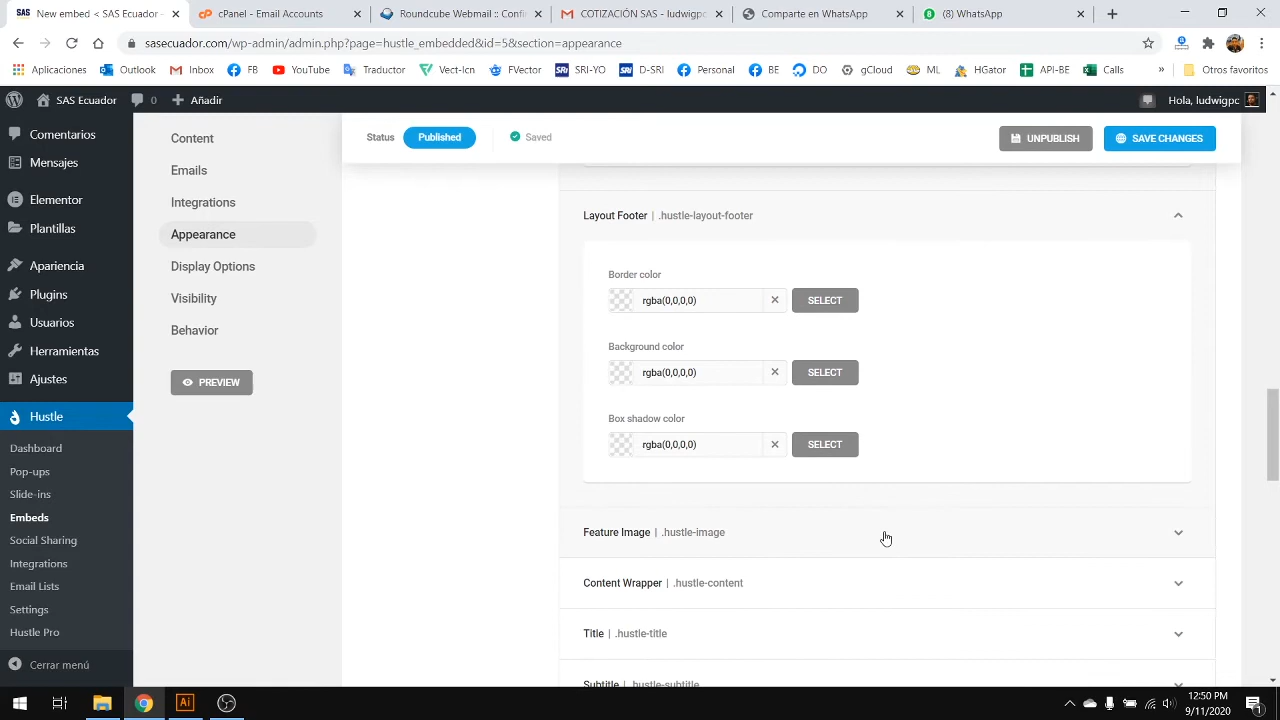 SAS New Embed - SAS
cPanel - Email Accounts
Roundcube Webmail :: Confir
COTIZACIÓN SAS - ludwigpc
Comparte en WhatsApp
(8) WhatsApp
sasecuador.com/wp-admin/admin.php?page=hustle_embedded&id=5&section=appearance
Aplicaciones Outlook Inbox FB YouTube Traductor Vect-Icn FVector SRI-YO D-SRI Personal BE DO gCloud ML HGator API-BE Calls » Otros favoritos
SAS Ecuador 0 Añadir Hola, ludwigpc
Comentarios
Mensajes
Elementor
Plantillas
Apariencia
Plugins
Usuarios
Herramientas
Ajustes
Hustle
Dashboard
Pop-ups
Slide-ins
Embeds
Social Sharing
Integrations
Email Lists
Settings
Hustle Pro
Cerrar menú
Content
Emails
Integrations
Appearance
Display Options
Visibility
Behavior
PREVIEW
Status Published Saved UNPUBLISH SAVE CHANGES
Layout Footer | .hustle-layout-footer
Border color
rgba(0,0,0,0) SELECT
Background color
rgba(0,0,0,0) SELECT
Box shadow color
rgba(0,0,0,0) SELECT
Feature Image | .hustle-image
Content Wrapper | .hustle-content
Title | .hustle-title
Subtitle | .hustle-subtitle
Ai
12:50 PM
9/11/2020